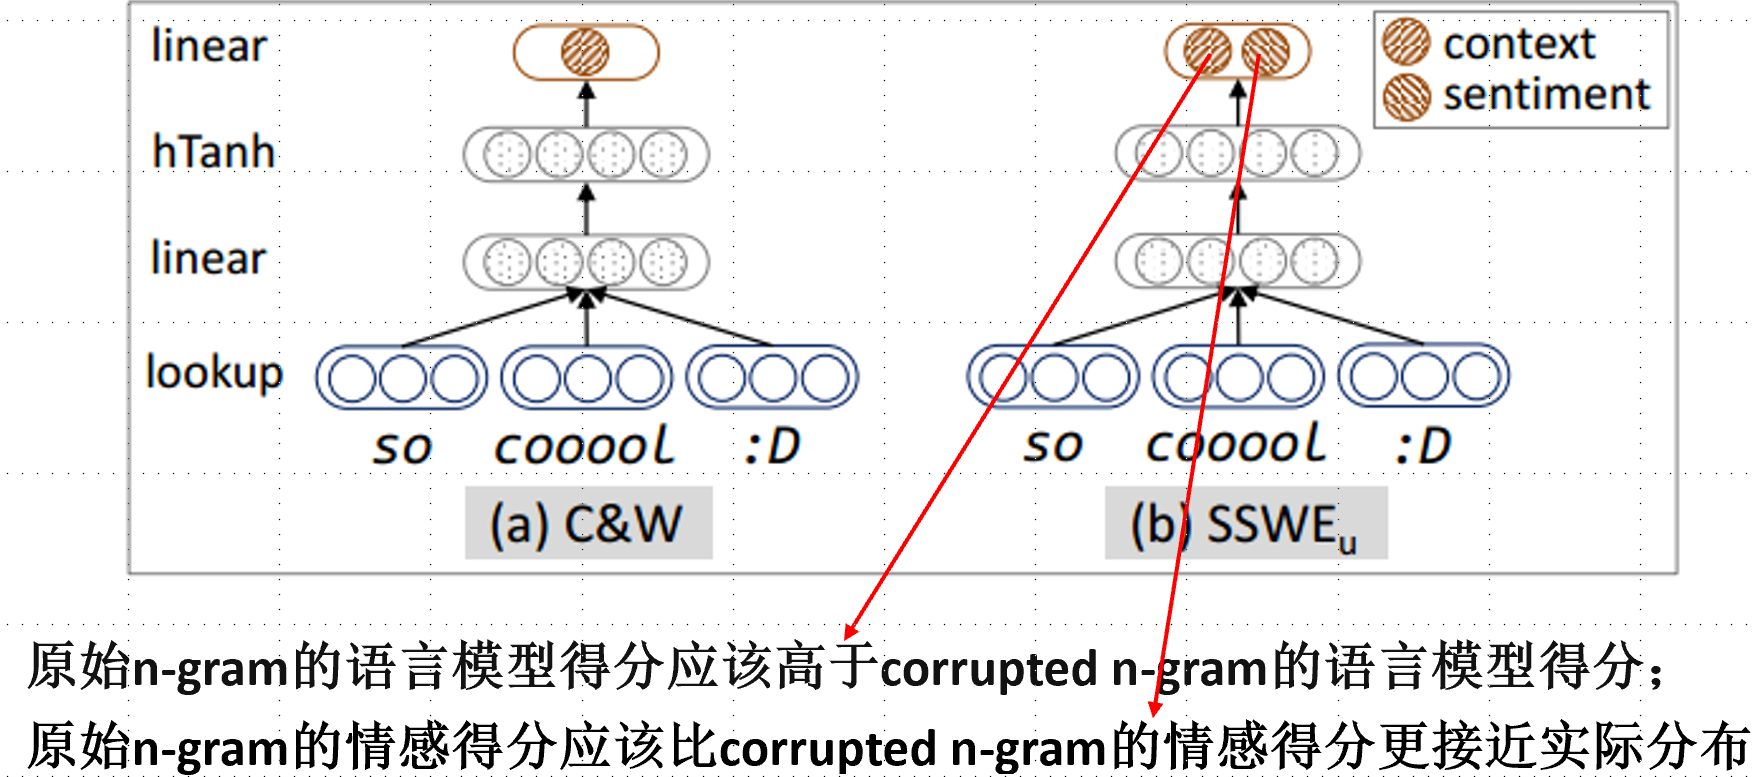 linear
hTanh
linear
lookup
so cooool :D
(a) C&W
so cooool :D
(b) SSWEu
context
sentiment
原始n-gram的语言模型得分应该高于corrupted n-gram的语言模型得分；
原始n-gram的情感得分应该比corrupted n-gram的情感得分更接近实际分布